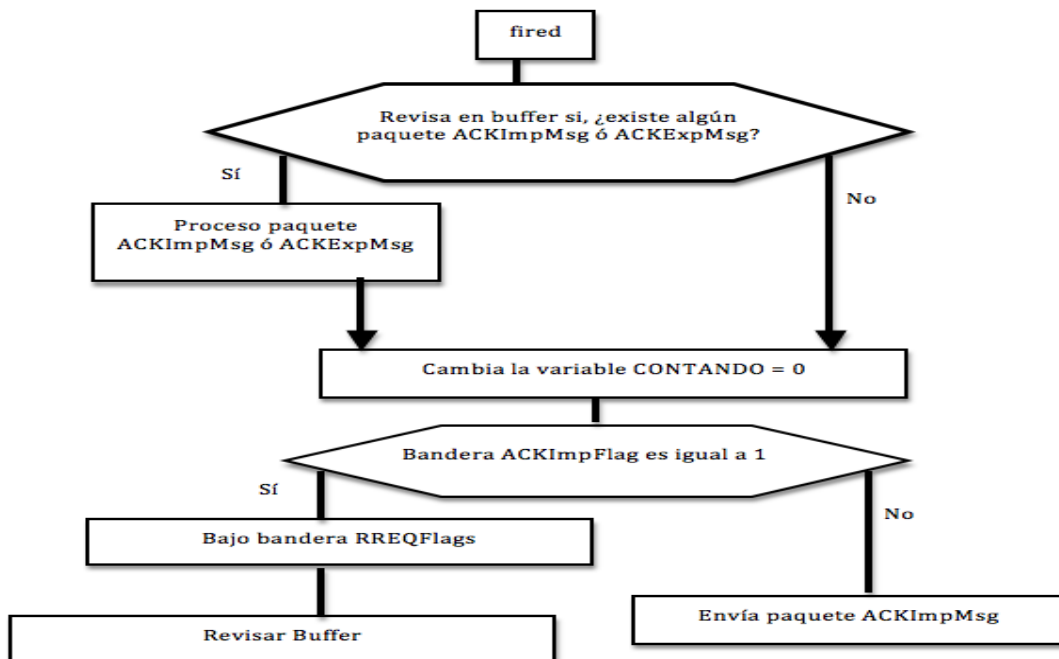 fired
Revisa en buffer si, ¿existe algún
paquete ACKImpMsg ó ACKExpMsg?
Sí
No
Proceso paquete
ACKImpMsg ó ACKExpMsg
Cambia la variable CONTANDO = 0
Bandera ACKImpFlag es igual a 1
Sí
No
Bajo bandera RREQFlags
Envía paquete ACKImpMsg
Revisar Buffer